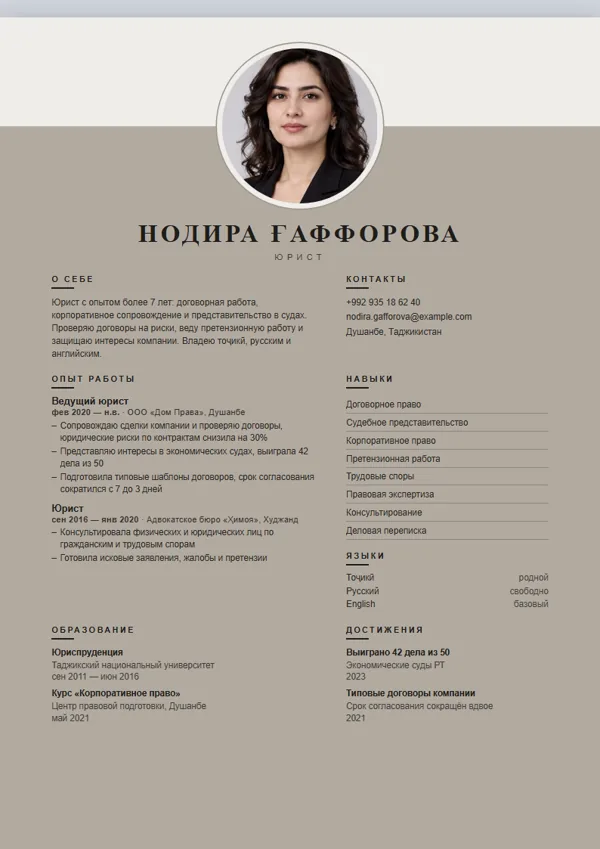 НОДИРА ҒАФФОРОВА
ЮРИСТ
О СЕБЕ
Юрист с опытом более 7 лет: договорная работа,
корпоративное сопровождение и представительство в судах.
Проверяю договоры на риски, веду претензионную работу и
защищаю интересы компании. Владею тоҷикӣ, русским и
английским.
КОНТАКТЫ
+992 935 18 62 40
nodira.gafforova@example.com
Душанбе, Таджикистан
ОПЫТ РАБОТЫ
Ведущий юрист
фев 2020 — н.в. · ООО «Дом Права», Душанбе
– Сопровождаю сделки компании и проверяю договоры,
юридические риски по контрактам снизила на 30%
– Представляю интересы в экономических судах, выиграла 42
дела из 50
– Подготовила типовые шаблоны договоров, срок согласования
сократился с 7 до 3 дней
Юрист
сен 2016 — янв 2020 · Адвокатское бюро «Ҳимоя», Худжанд
– Консультировала физических и юридических лиц по
гражданским и трудовым спорам
– Готовила исковые заявления, жалобы и претензии
НАВЫКИ
Договорное право
Судебное представительство
Корпоративное право
Претензионная работа
Трудовые споры
Правовая экспертиза
Консультирование
Деловая переписка
ЯЗЫКИ
Тоҷикӣ родной
Русский свободно
English базовый
ОБРАЗОВАНИЕ
Юриспруденция
Таджикский национальный университет
сен 2011 — июн 2016
Курс «Корпоративное право»
Центр правовой подготовки, Душанбе
май 2021
ДОСТИЖЕНИЯ
Выиграно 42 дела из 50
Экономические суды РТ
2023
Типовые договоры компании
Срок согласования сокращён вдвое
2021